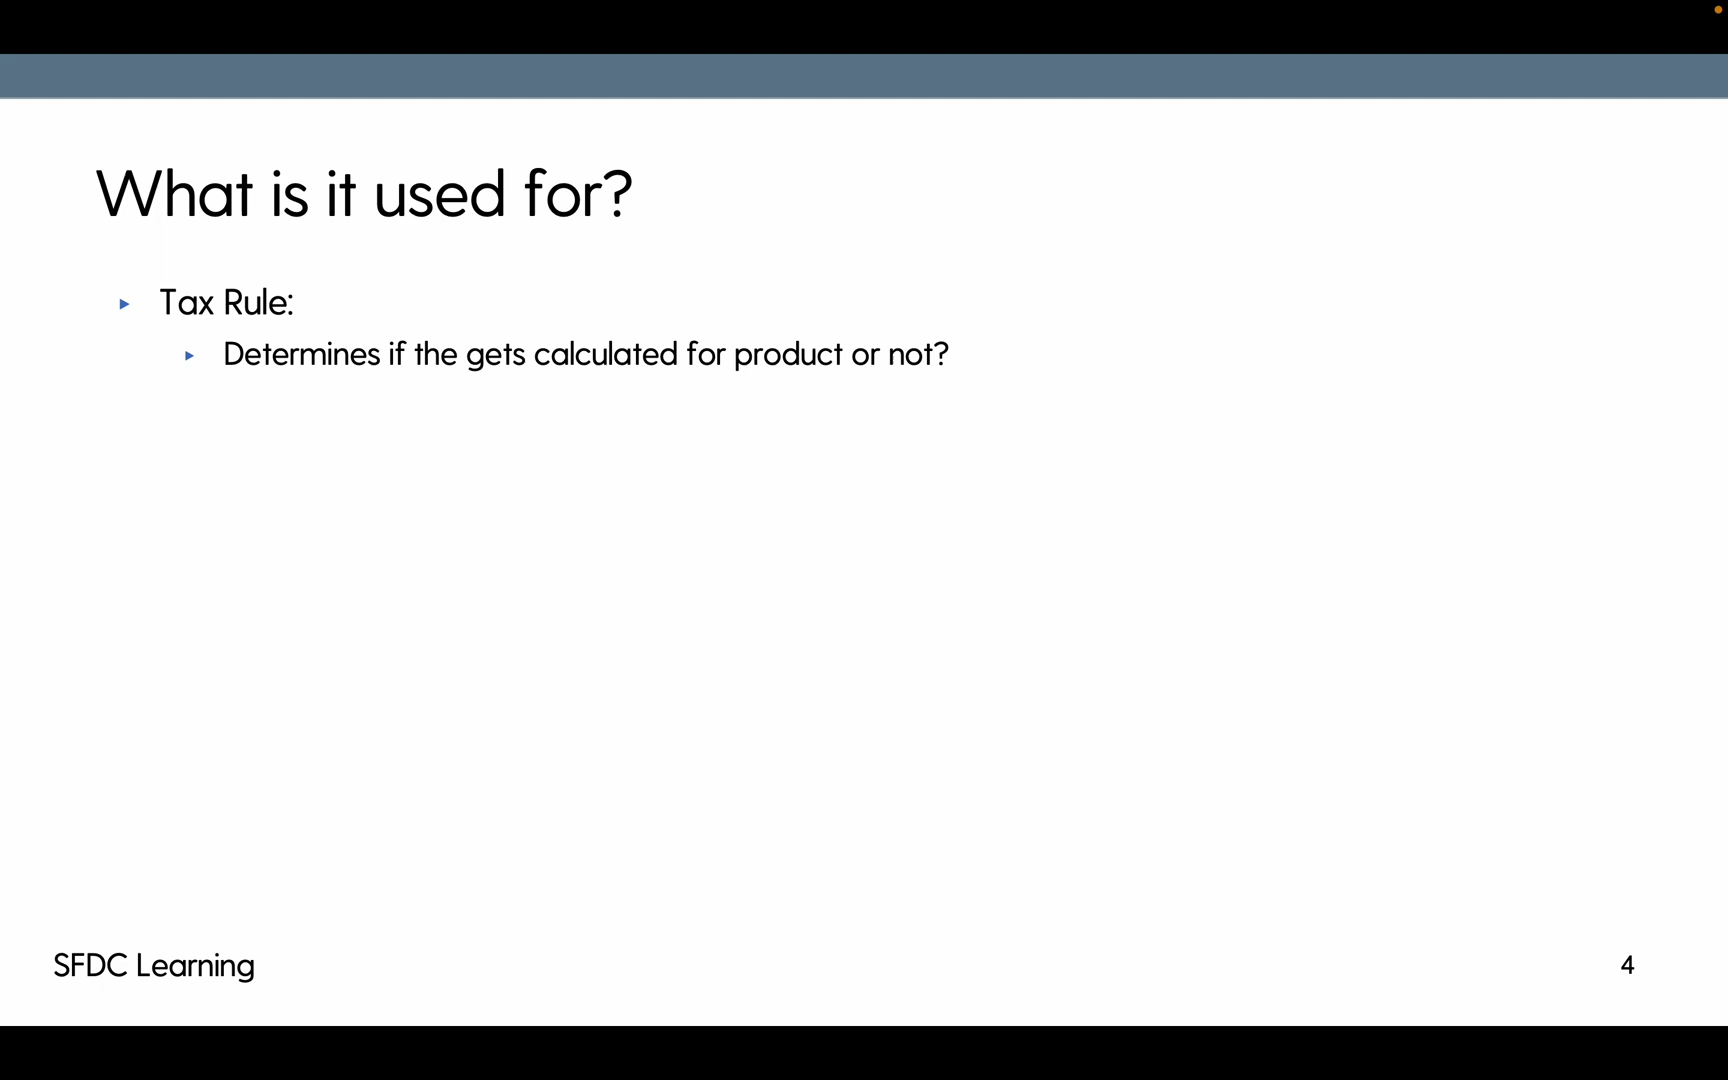 What is it used for?
Tax Rule:
Determines if the gets calculated for product or not?
SFDC Learning
4